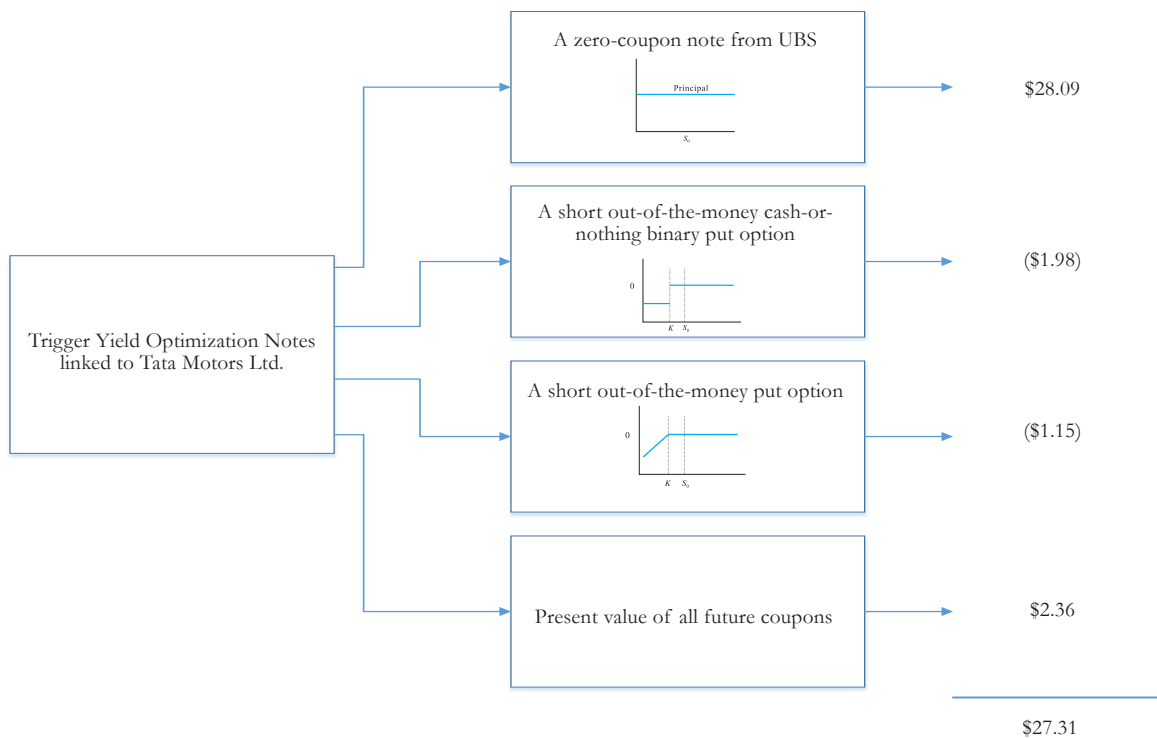 A zero-coupon note from UBS
Principal
S0
$28.09
A short out-of-the-money cash-or-
nothing binary put option
0
K S0
($1.98)
Trigger Yield Optimization Notes
linked to Tata Motors Ltd.
A short out-of-the-money put option
0
K S0
($1.15)
Present value of all future coupons
$2.36
$27.31